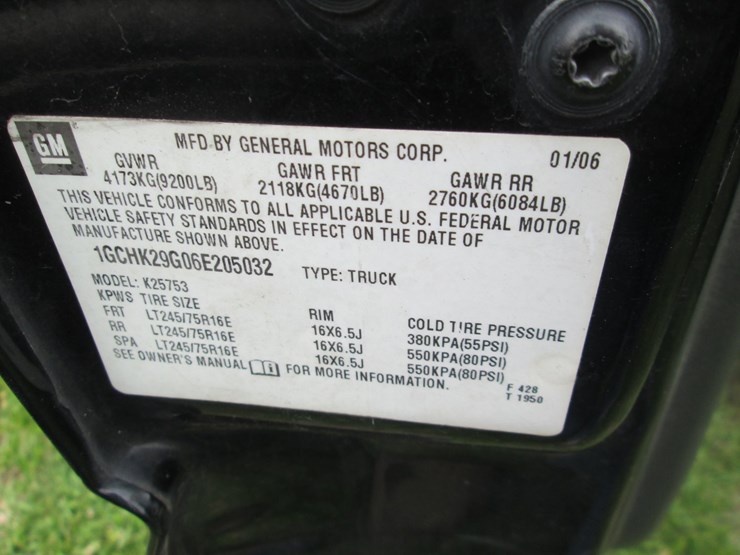 GM
MFD BY GENERAL MOTORS CORP. 01/06
GVWR GAWR FRT GAWR RR
4173KG(9200LB) 2118KG(4670LB) 2760KG(6084LB)
THIS VEHICLE CONFORMS TO ALL APPLICABLE U.S. FEDERAL MOTOR
VEHICLE SAFETY STANDARDS IN EFFECT ON THE DATE OF
MANUFACTURE SHOWN ABOVE.
1GCHK29G06E205032 TYPE: TRUCK
MODEL: K25753
KPWS TIRE SIZE RIM COLD TIRE PRESSURE
FRT LT245/75R16E 16X6.5J 380KPA(55PSI)
RR LT245/75R16E 16X6.5J 550KPA(80PSI)
SPA LT245/75R16E 16X6.5J 550KPA(80PSI)
SEE OWNER'S MANUAL FOR MORE INFORMATION.
F 428
T 1950